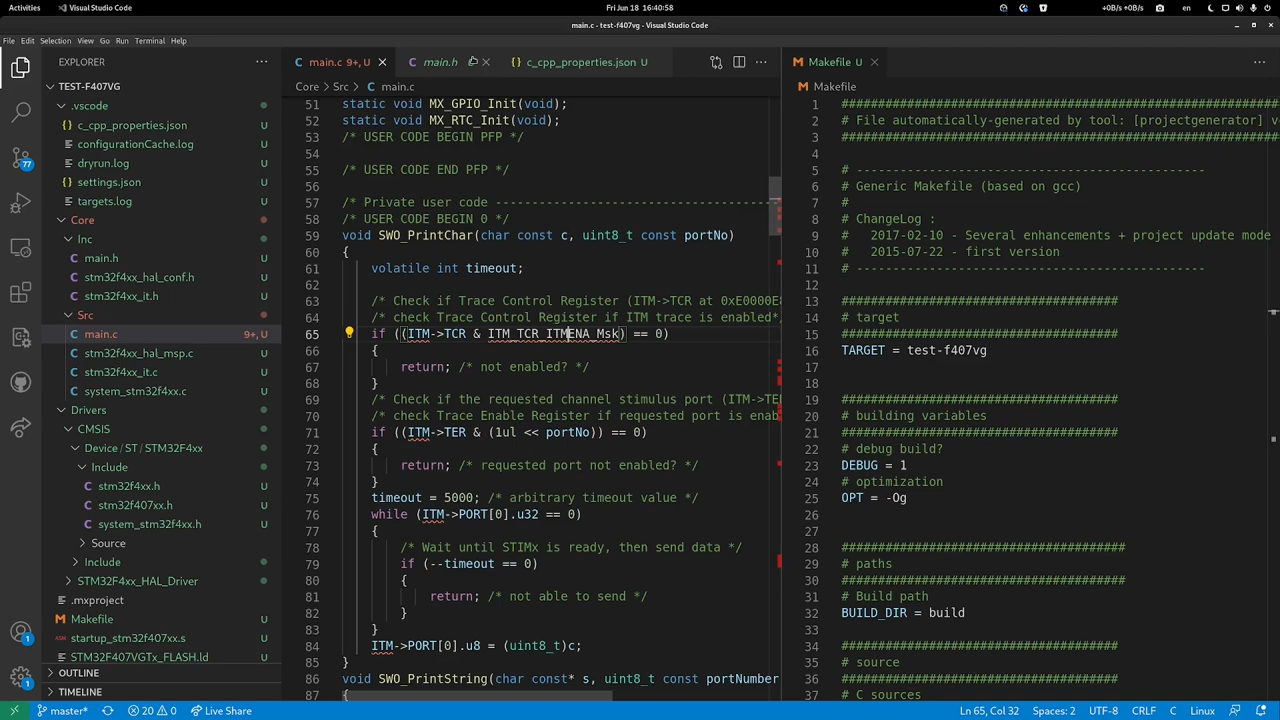 Activities
Visual Studio Code
Fri Jun 18 16:40:58
+0B/s +0B/s
en
main.c - test-f407vg - Visual Studio Code
File Edit Selection View Go Run Terminal Help
EXPLORER
TEST-F407VG
.vscode
c_cpp_properties.json U
configurationCache.log U
dryrun.log U
settings.json U
targets.log U
Core
Inc
main.h U
stm32f4xx_hal_conf.h U
stm32f4xx_it.h U
Src
main.c 9+, U
stm32f4xx_hal_msp.c U
stm32f4xx_it.c U
system_stm32f4xx.c U
Drivers
CMSIS
Device / ST / STM32F4xx
Include
stm32f4xx.h U
stm32f407xx.h U
system_stm32f4xx.h U
Source
Include
STM32F4xx_HAL_Driver
.mxproject U
Makefile U
startup_stm32f407xx.s U
STM32F407VGTx_FLASH.ld U
OUTLINE
TIMELINE
77
1
1
main.c 9+, U
main.h
c_cpp_properties.json U
Core > Src > main.c
51 static void MX_GPIO_Init(void);
52 static void MX_RTC_Init(void);
53 /* USER CODE BEGIN PFP */
54
55 /* USER CODE END PFP */
56
57 /* Private user code ---------------------------------------
58 /* USER CODE BEGIN 0 */
59 void SWO_PrintChar(char const c, uint8_t const portNo)
60 {
61 volatile int timeout;
62
63 /* Check if Trace Control Register (ITM->TCR at 0xE0000E8
64 /* check Trace Control Register if ITM trace is enabled*/
65 if ((ITM->TCR & ITM_TCR_ITMENA_Msk) == 0)
66 {
67 return; /* not enabled? */
68 }
69 /* Check if the requested channel stimulus port (ITM->TER
70 /* check Trace Enable Register if requested port is enab
71 if ((ITM->TER & (1ul << portNo)) == 0)
72 {
73 return; /* requested port not enabled? */
74 }
75 timeout = 5000; /* arbitrary timeout value */
76 while (ITM->PORT[0].u32 == 0)
77 {
78 /* Wait until STIMx is ready, then send data */
79 if (--timeout == 0)
80 {
81 return; /* not able to send */
82 }
83 }
84 ITM->PORT[0].u8 = (uint8_t)c;
85 }
86 void SWO_PrintString(char const* s, uint8_t const portNumber
87 {
Makefile U
Makefile
1 ############################################################
2 # File automatically-generated by tool: [projectgenerator] v
3 ############################################################
4
5 # ------------------------------------------------
6 # Generic Makefile (based on gcc)
7 #
8 # ChangeLog :
9 # 2017-02-10 - Several enhancements + project update mode
10 # 2015-07-22 - first version
11 # ------------------------------------------------
12
13 ######################################
14 # target
15 ######################################
16 TARGET = test-f407vg
17
18
19 ######################################
20 # building variables
21 ######################################
22 # debug build?
23 DEBUG = 1
24 # optimization
25 OPT = -Og
26
27
28 #######################################
29 # paths
30 #######################################
31 # Build path
32 BUILD_DIR = build
33
34 ######################################
35 # source
36 ######################################
37 # C sources
master*
20 0
Live Share
Ln 65, Col 32 Spaces: 2 UTF-8 CRLF C Linux